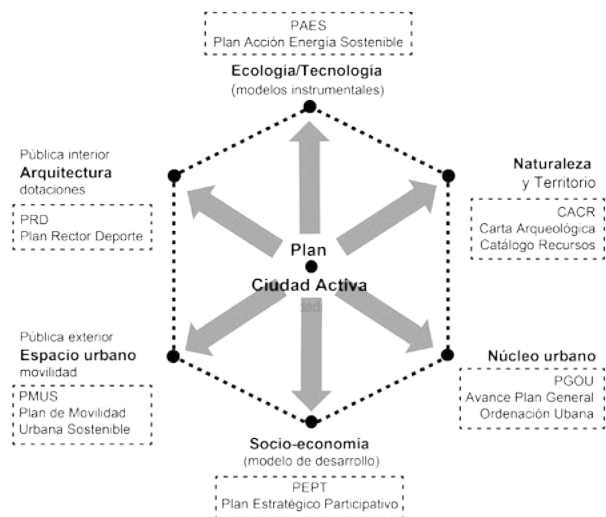 PAES
Plan Acción Energía Sostenible
Ecología/Tecnología
(modelos instrumentales)
Pública interior
Arquitectura
dotaciones
PRD
Plan Rector Deporte
Naturaleza
y Territorio
CACR
Carta Arqueológica
Catálogo Recursos
Plan
Ciudad Activa
Pública exterior
Espacio urbano
movilidad
PMUS
Plan de Movilidad
Urbana Sostenible
Núcleo urbano
PGOU
Avance Plan General
Ordenación Ubana
Socio-economía
(modelo de desarrollo)
PEPT
Plan Estratégico Participativo